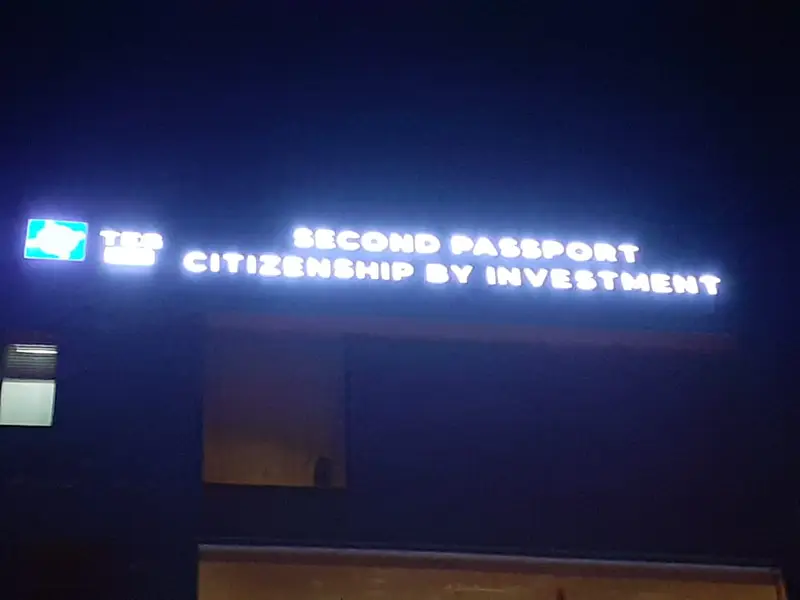 SECOND PASSPORT
CITIZENSHIP BY INVESTMENT